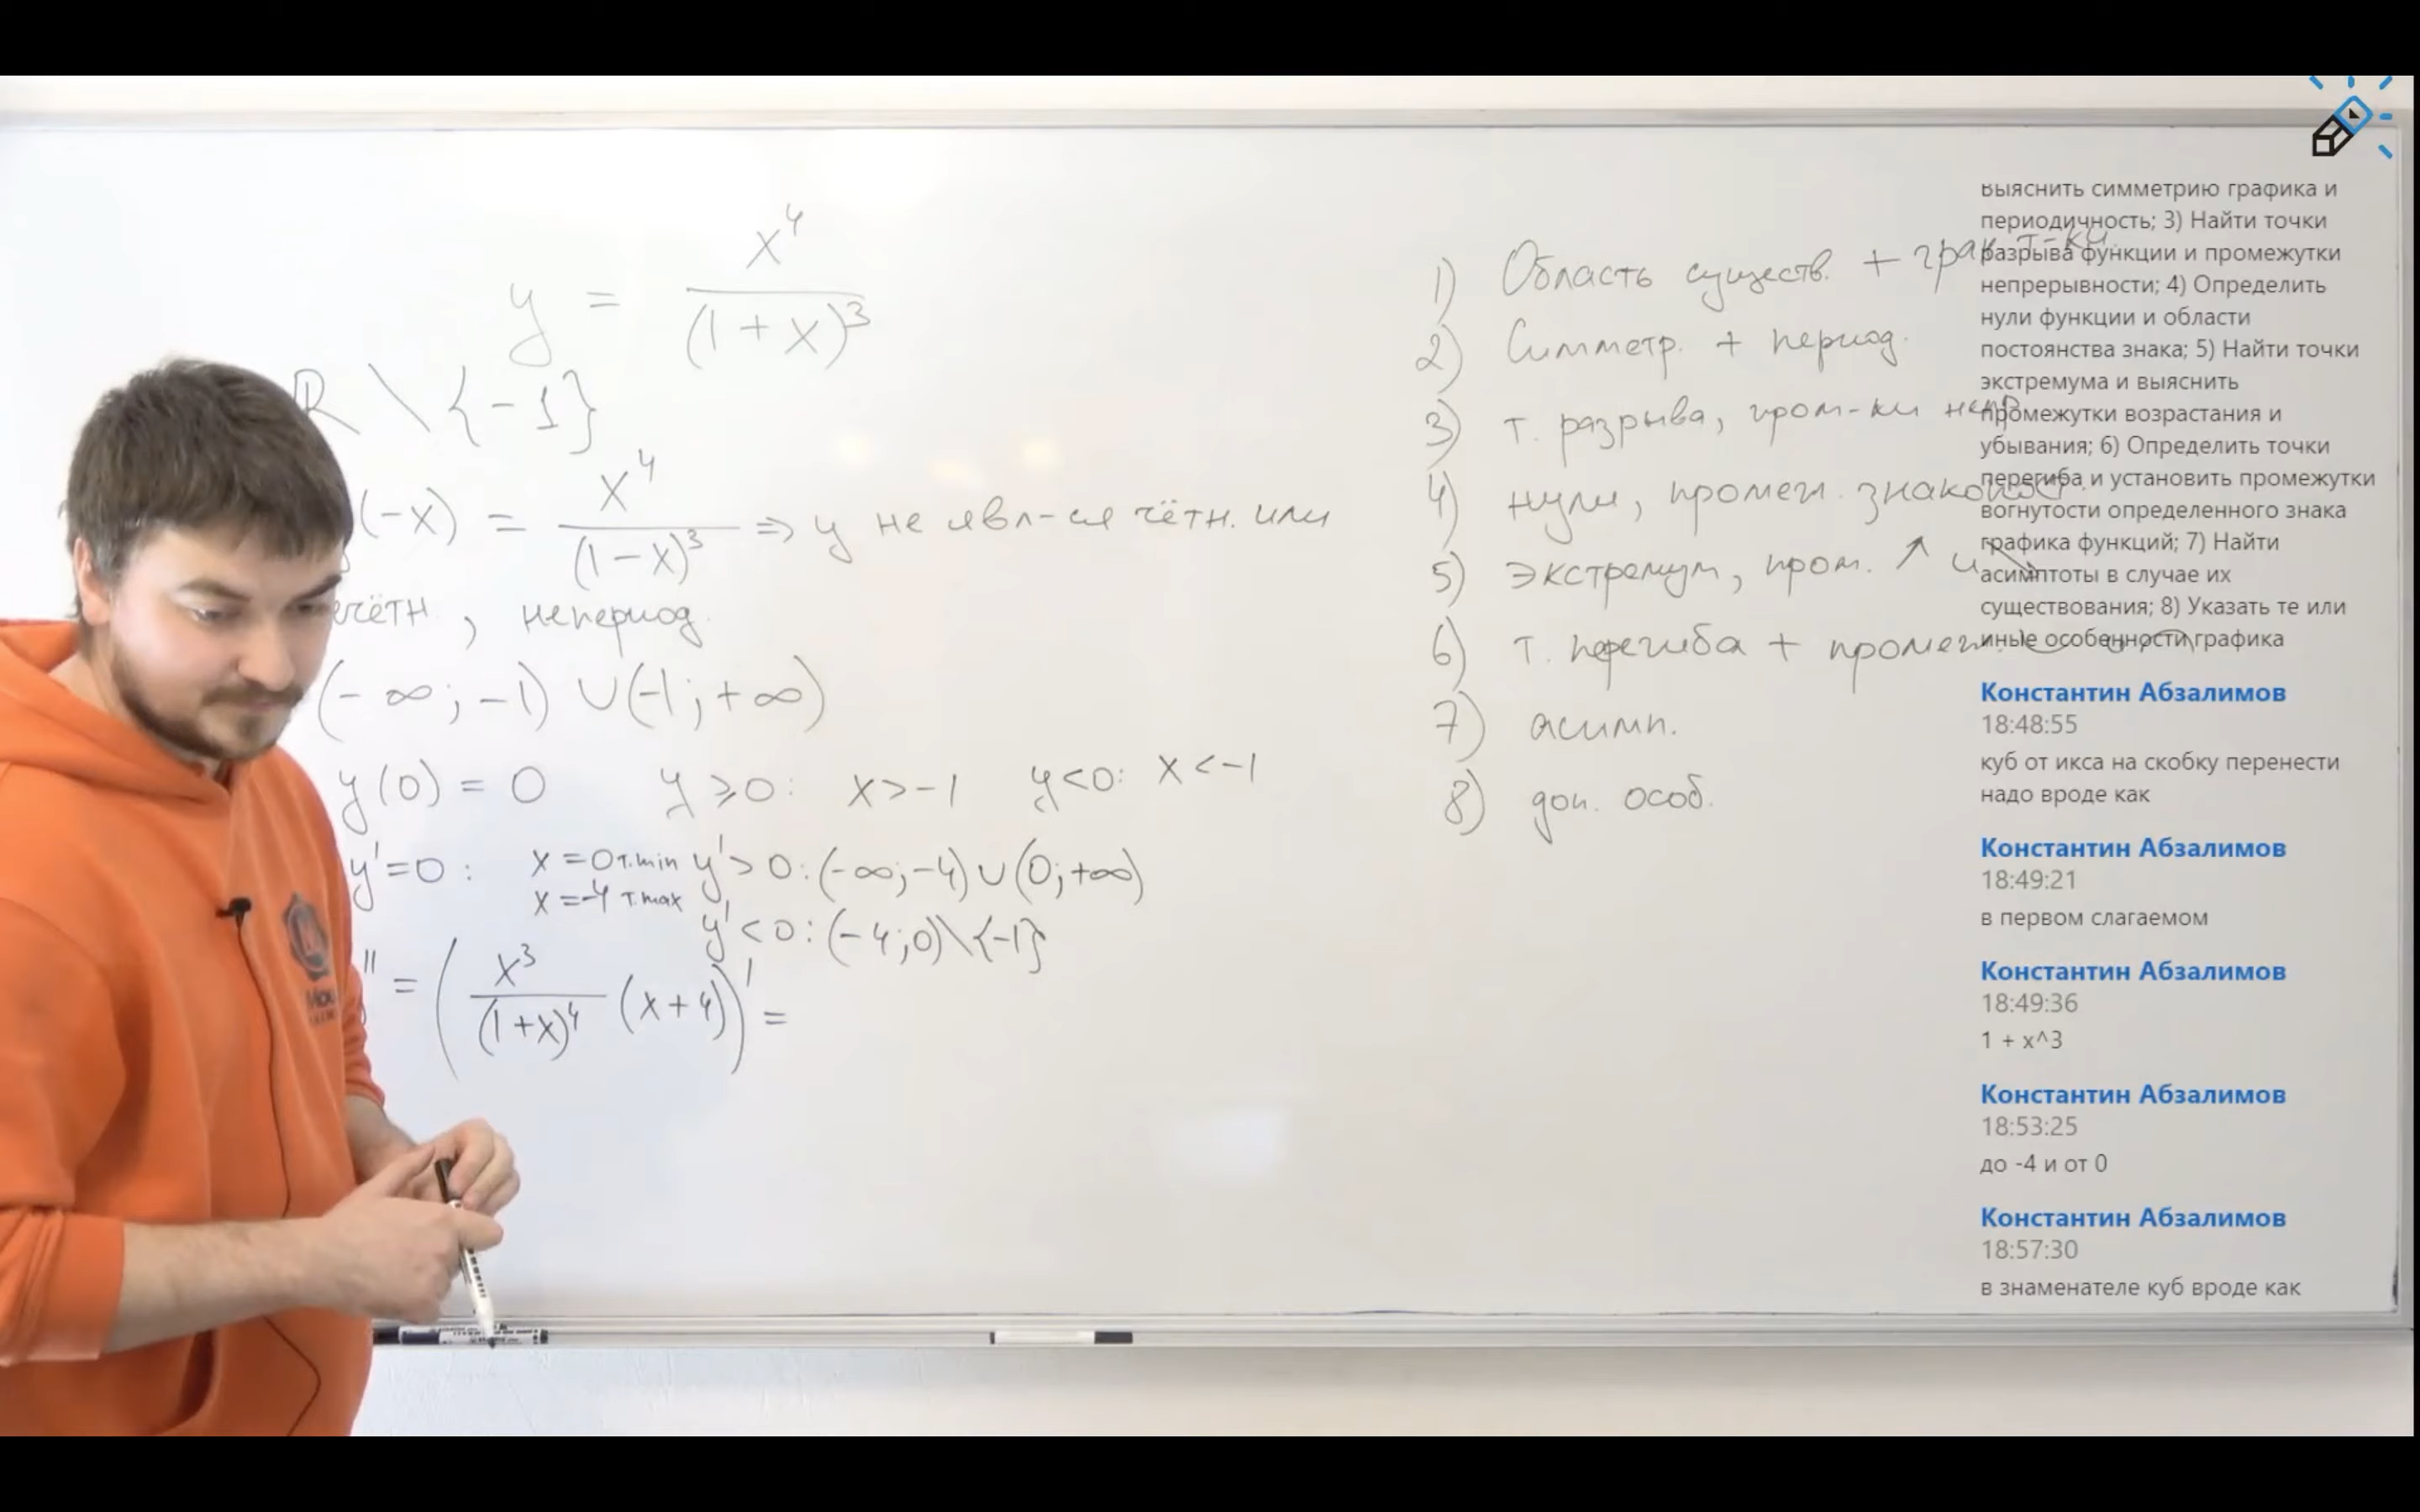 y = x⁴/(1+x)³
R \ {-1}
(-x) = x⁴/(1-x)³ ⇒ y не явл-ся чётн. или
ечётн., непериод.
(-∞; -1) ∪ (-1; +∞)
y(0) = 0 y ≥ 0: x > -1 y < 0: x < -1
y' = 0: x = 0 т. min y' > 0: (-∞; -4) ∪ (0; +∞)
x = -4 т. max y' < 0: (-4; 0) \ {-1}
" = (x³/(1+x)⁴ (x+4))' =
1) Область существ. + т-ки
2) Симметр. + период.
3) т. разрыва, пром-ки непр
4) нули, промеж.
5) экстремум, пром. ↑ и ↘
6) т. перегиба + промеж.
7) асимп.
8) доп. особ.
выяснить симметрию графика и
периодичность; 3) Найти точки
разрыва функции и промежутки
непрерывности; 4) Определить
нули функции и области
постоянства знака; 5) Найти точки
экстремума и выяснить
промежутки возрастания и
убывания; 6) Определить точки
перегиба и установить промежутки
вогнутости определенного знака
графика функций; 7) Найти
асимптоты в случае их
существования; 8) Указать те или
иные особенности графика
Константин Абзалимов
18:48:55
куб от икса на скобку перенести
надо вроде как
Константин Абзалимов
18:49:21
в первом слагаемом
Константин Абзалимов
18:49:36
1 + x^3
Константин Абзалимов
18:53:25
до -4 и от 0
Константин Абзалимов
18:57:30
в знаменателе куб вроде как